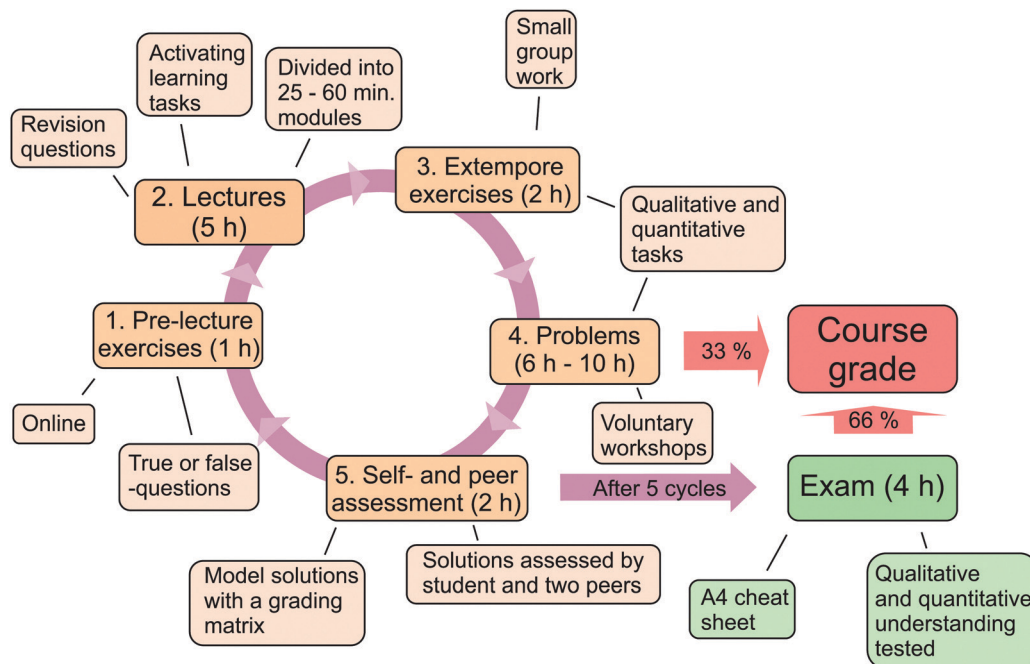 Activating
learning
tasks
Divided into
25 - 60 min.
modules
Small
group
work
Revision
questions
2. Lectures
(5 h)
3. Extempore
exercises (2 h)
Qualitative and
quantitative
tasks
1. Pre-lecture
exercises (1 h)
4. Problems
(6 h - 10 h)
33 %
Course
grade
Online
True or false
-questions
Voluntary
workshops
66 %
5. Self- and peer
assessment (2 h)
After 5 cycles
Exam (4 h)
Model solutions
with a grading
matrix
Solutions assessed by
student and two peers
A4 cheat
sheet
Qualitative
and quantitative
understanding
tested